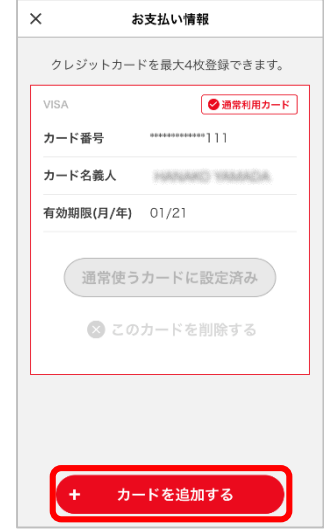 × お支払い情報
クレジットカードを最大4枚登録できます。
VISA 通常利用カード
カード番号 *************111
カード名義人 HANAKO YAMADA
有効期限(月/年) 01/21
通常使うカードに設定済み
このカードを削除する
+ カードを追加する